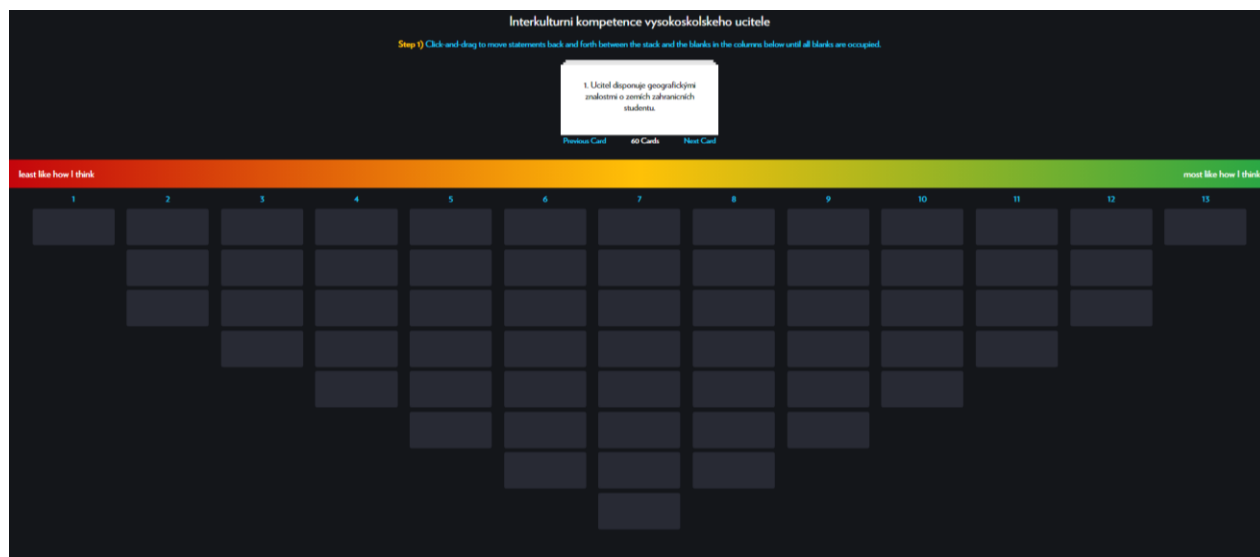 Interkulturni kompetence vysokoskolskeho ucitele
Step 1) Click-and-drag to move statements back and forth between the stack and the blanks in the columns below until all blanks are occupied.
1. Ucitel disponuje geografickými
znalostmi o zemích zahranicních
studentu.
Previous Card 60 Cards Next Card
least like how I think most like how I think
1 2 3 4 5 6 7 8 9 10 11 12 13